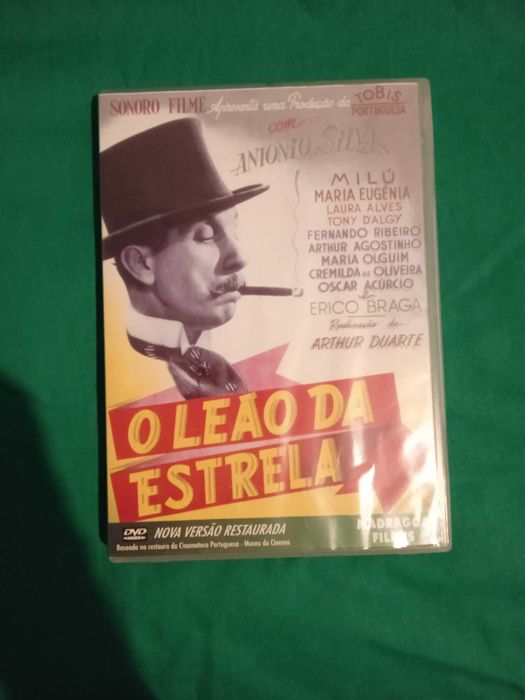 SONORO FILME Apresenta uma Produção da TOBIS
PORTUGUESA
com
ANTÓNIO SILVA
MILÚ
MARIA EUGÉNIA
LAURA ALVES
TONY D'ALGY
FERNANDO RIBEIRO
ARTHUR AGOSTINHO
MARIA OLGUIM
CREMILDA DE OLIVEIRA
OSCAR ACÚRCIO
e
ERICO BRAGA
Realização de
ARTHUR DUARTE
O LEÃO DA
ESTRELA
DVD NOVA VERSÃO RESTAURADA
VIDEO
Baseada no restauro da Cinemateca Portuguesa - Museu do Cinema
MADRAGOA
FILMES